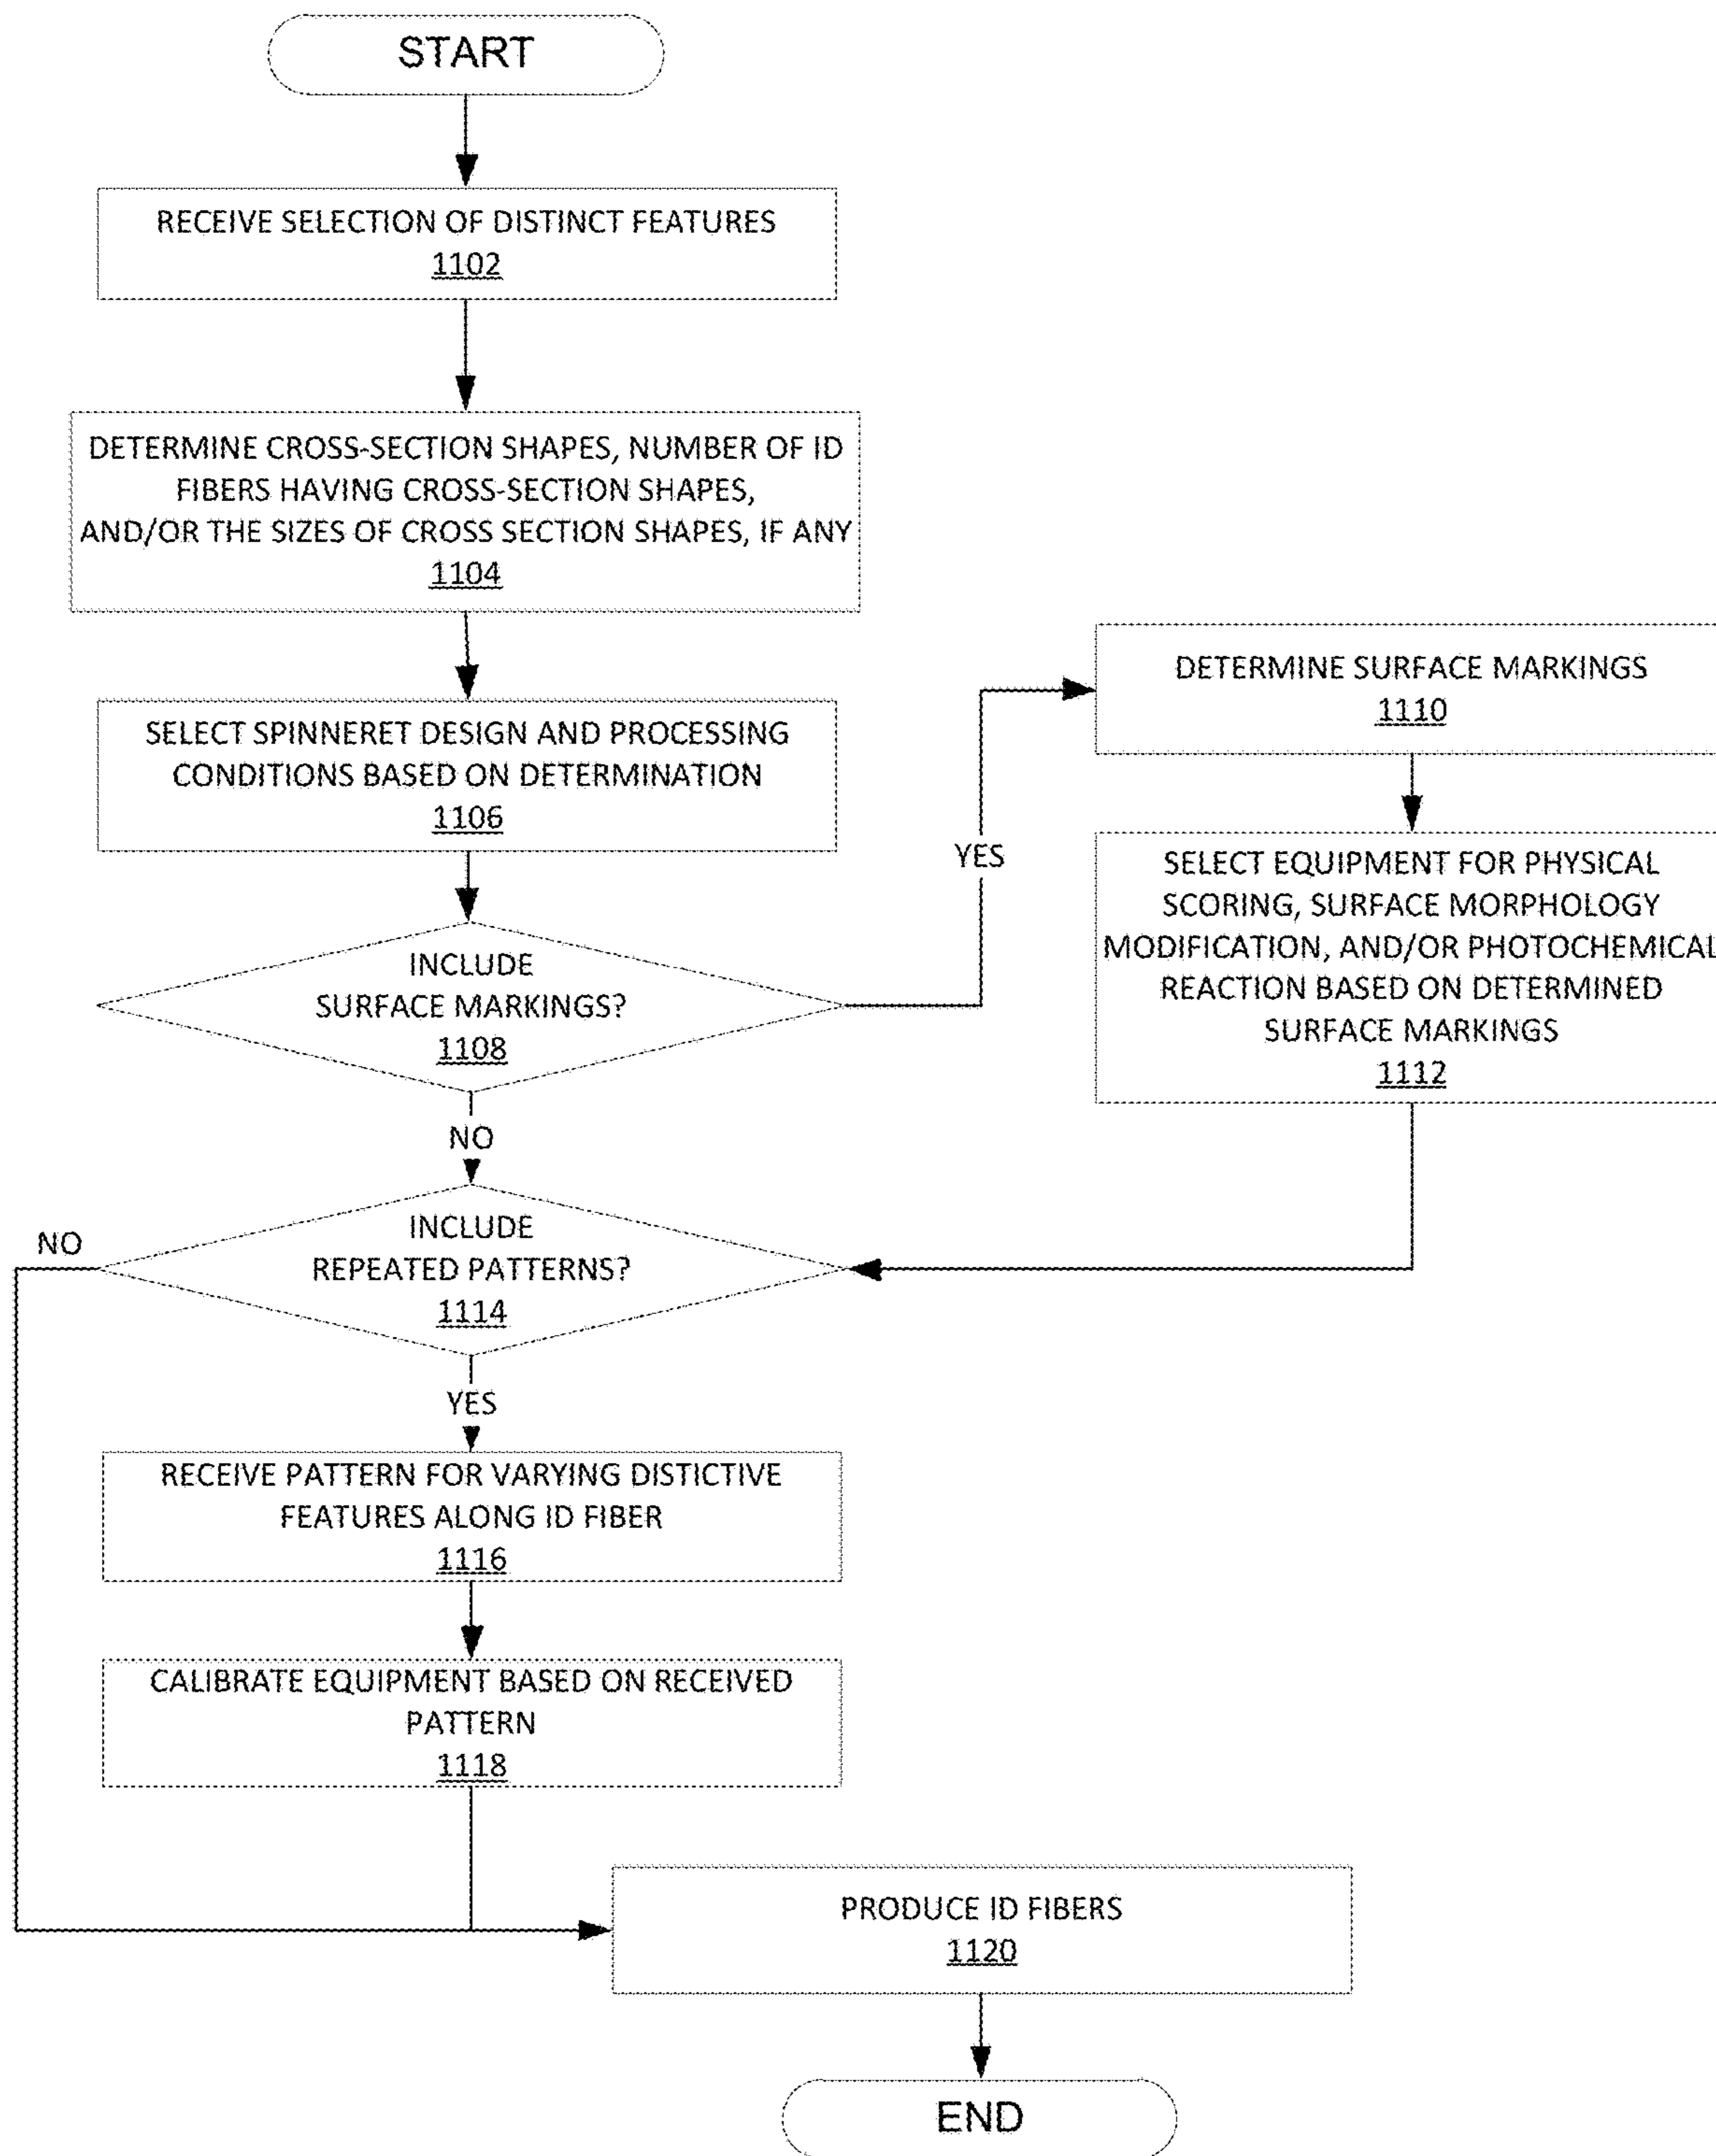 START
RECEIVE SELECTION OF DISTINCT FEATURES
1102
DETERMINE CROSS-SECTION SHAPES, NUMBER OF ID
FIBERS HAVING CROSS-SECTION SHAPES,
AND/OR THE SIZES OF CROSS SECTION SHAPES, IF ANY
1104
SELECT SPINNERET DESIGN AND PROCESSING
CONDITIONS BASED ON DETERMINATION
1106
INCLUDE
SURFACE MARKINGS?
1108
YES
DETERMINE SURFACE MARKINGS
1110
SELECT EQUIPMENT FOR PHYSICAL
SCORING, SURFACE MORPHOLOGY
MODIFICATION, AND/OR PHOTOCHEMICAL
REACTION BASED ON DETERMINED
SURFACE MARKINGS
1112
NO
INCLUDE
REPEATED PATTERNS?
1114
NO
YES
RECEIVE PATTERN FOR VARYING DISTICTIVE
FEATURES ALONG ID FIBER
1116
CALIBRATE EQUIPMENT BASED ON RECEIVED
PATTERN
1118
PRODUCE ID FIBERS
1120
END